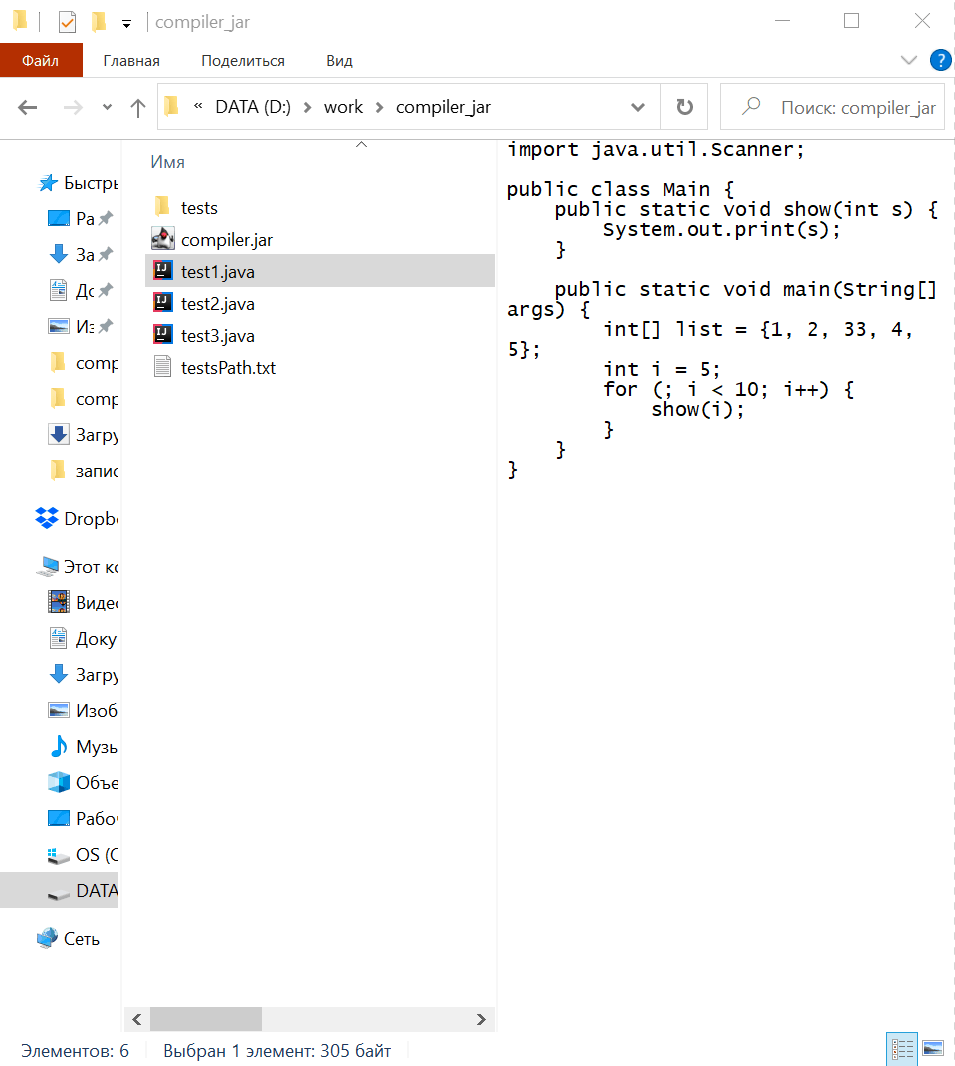 compiler_jar
Файл Главная Поделиться Вид ?
« DATA (D:) > work > compiler_jar
Поиск: compiler_jar
Быстры
Ра
За
До
Из
comp
comp
Загру
запис
Dropbo
Этот ко
Видео
Доку
Загру
Изоб
Музы
Объе
Рабоч
OS (C
DATA
Сеть
Имя
tests
compiler.jar
test1.java
test2.java
test3.java
testsPath.txt
import java.util.Scanner;
public class Main {
    public static void show(int s) {
        System.out.print(s);
    }
    public static void main(String[]
args) {
        int[] list = {1, 2, 33, 4,
5};
        int i = 5;
        for (; i < 10; i++) {
            show(i);
        }
    }
}
Элементов: 6 Выбран 1 элемент: 305 байт